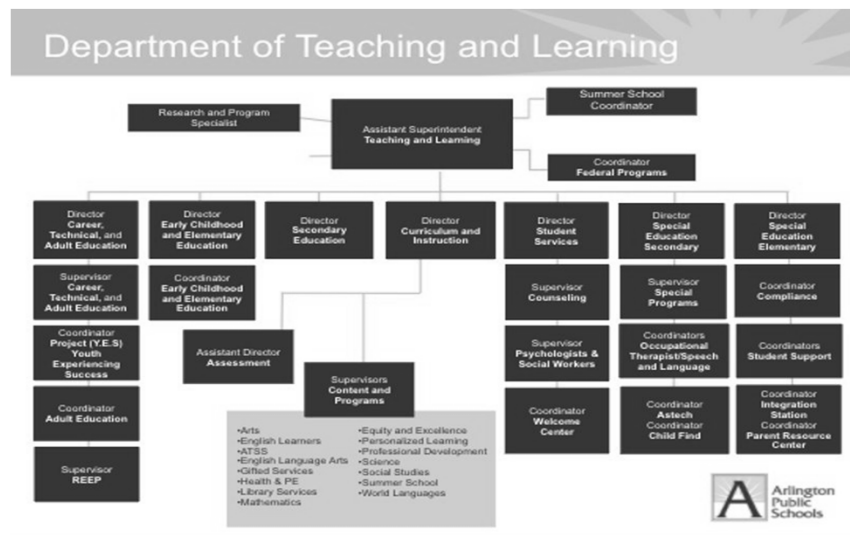 Department of Teaching and Learning
Research and Program
Specialist
Assistant Superintendent
Teaching and Learning
Summer School
Coordinator
Coordinator
Federal Programs
Director
Career,
Technical, and
Adult Education
Director
Early Childhood
and Elementary
Education
Director
Secondary
Education
Director
Curriculum and
Instruction
Director
Student
Services
Director
Special
Education
Secondary
Director
Special
Education
Elementary
Supervisor
Career,
Technical, and
Adult Education
Coordinator
Early Childhood
and Elementary
Education
Supervisor
Counseling
Supervisor
Special
Programs
Coordinator
Compliance
Coordinator
Project (Y.E.S)
Youth
Experiencing
Success
Assistant Director
Assessment
Supervisor
Psychologists &
Social Workers
Coordinators
Occupational
Therapist/Speech
and Language
Coordinators
Student Support
Supervisors
Content and
Programs
Coordinator
Adult Education
Coordinator
Welcome
Center
Coordinator
Astech
Coordinator
Child Find
Coordinator
Integration
Station
Coordinator
Parent Resource
Center
Supervisor
REEP
•Arts
•English Learners
•ATSS
•English Language Arts
•Gifted Services
•Health & PE
•Library Services
•Mathematics
•Equity and Excellence
•Personalized Learning
•Professional Development
•Science
•Social Studies
•Summer School
•World Languages
A
Arlington
Public
Schools